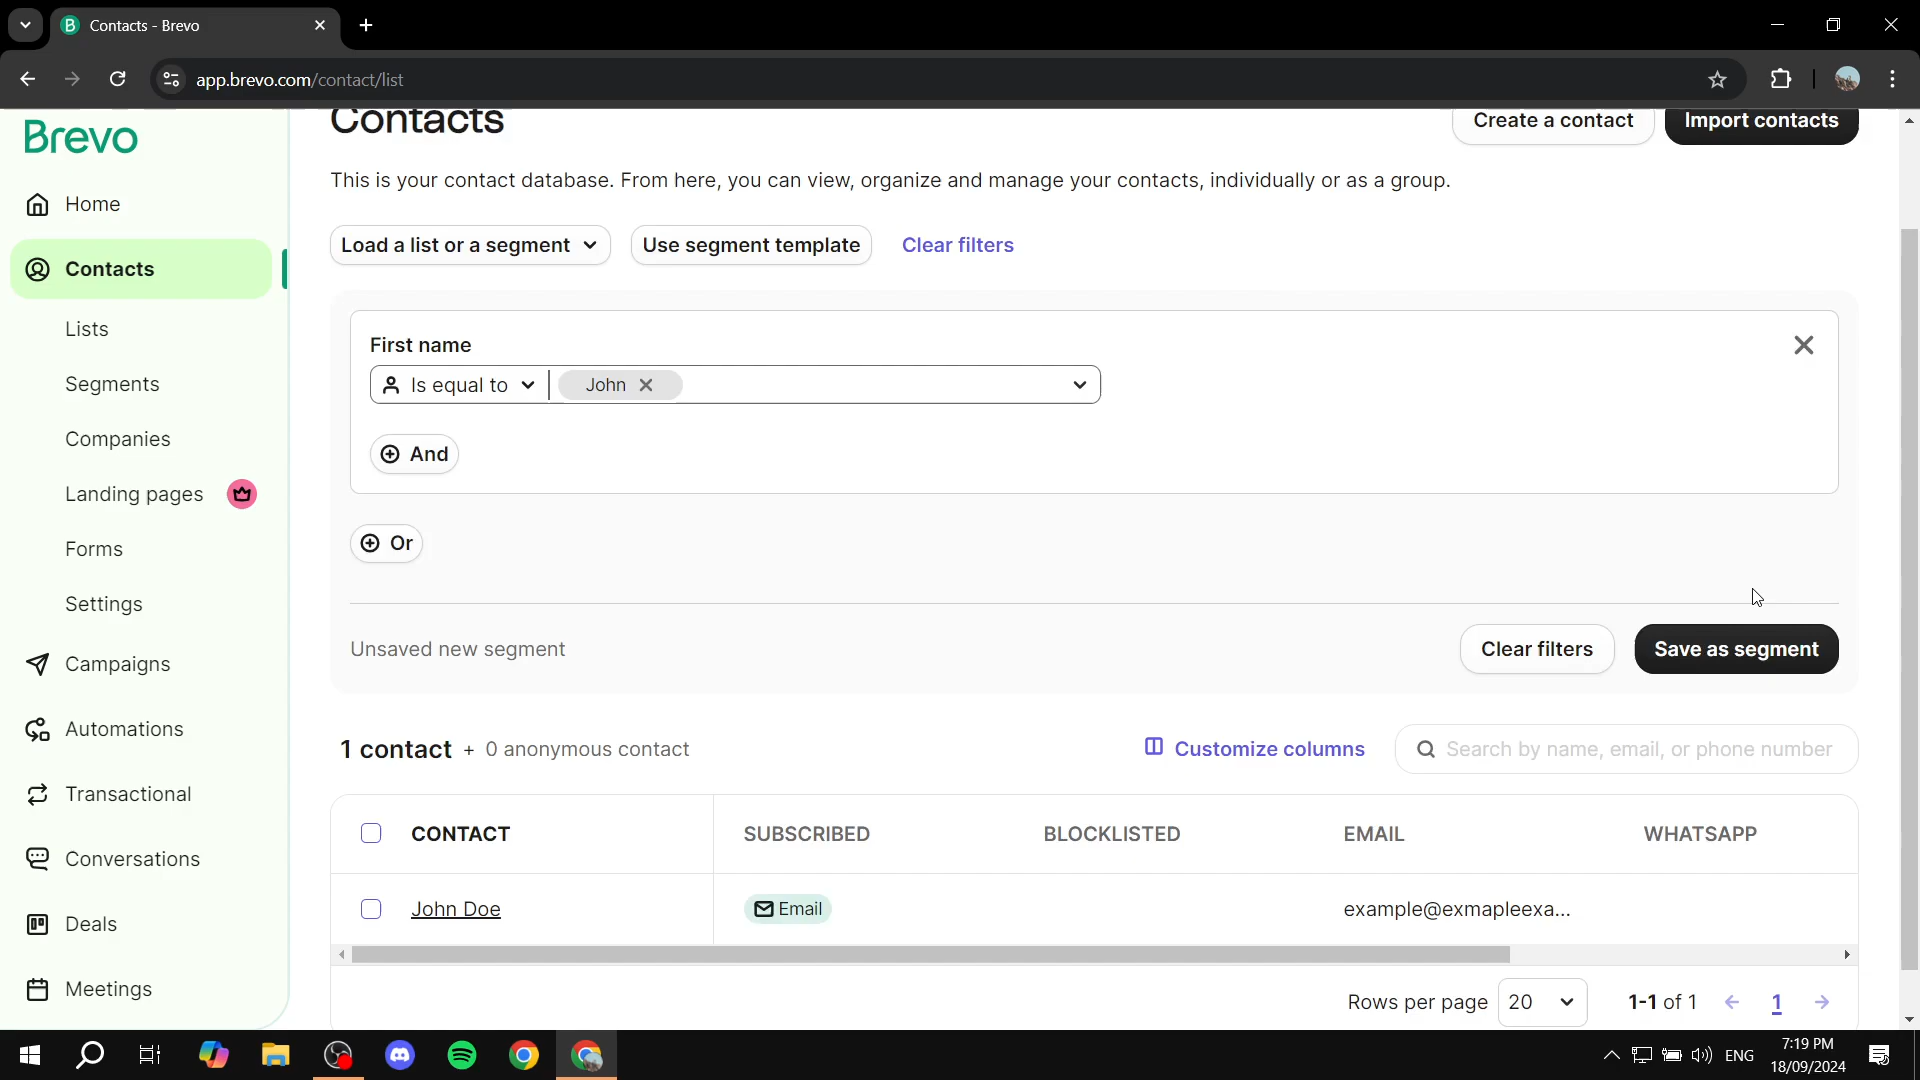 Contacts - Brevo
app.brevo.com/contact/list
Brevo
Home
Contacts
Lists
Segments
Companies
Landing pages
Forms
Settings
Campaigns
Automations
Transactional
Conversations
Deals
Meetings
Contacts
Create a contact
Import contacts
This is your contact database. From here, you can view, organize and manage your contacts, individually or as a group.
Load a list or a segment
Use segment template
Clear filters
First name
Is equal to
John
And
Or
Unsaved new segment
Clear filters
Save as segment
1 contact + 0 anonymous contact
Customize columns
Search by name, email, or phone number
CONTACT SUBSCRIBED BLOCKLISTED EMAIL WHATSAPP
John Doe Email example@exmapleexa...
Rows per page 20 1-1 of 1 1
ENG
7:19 PM
18/09/2024